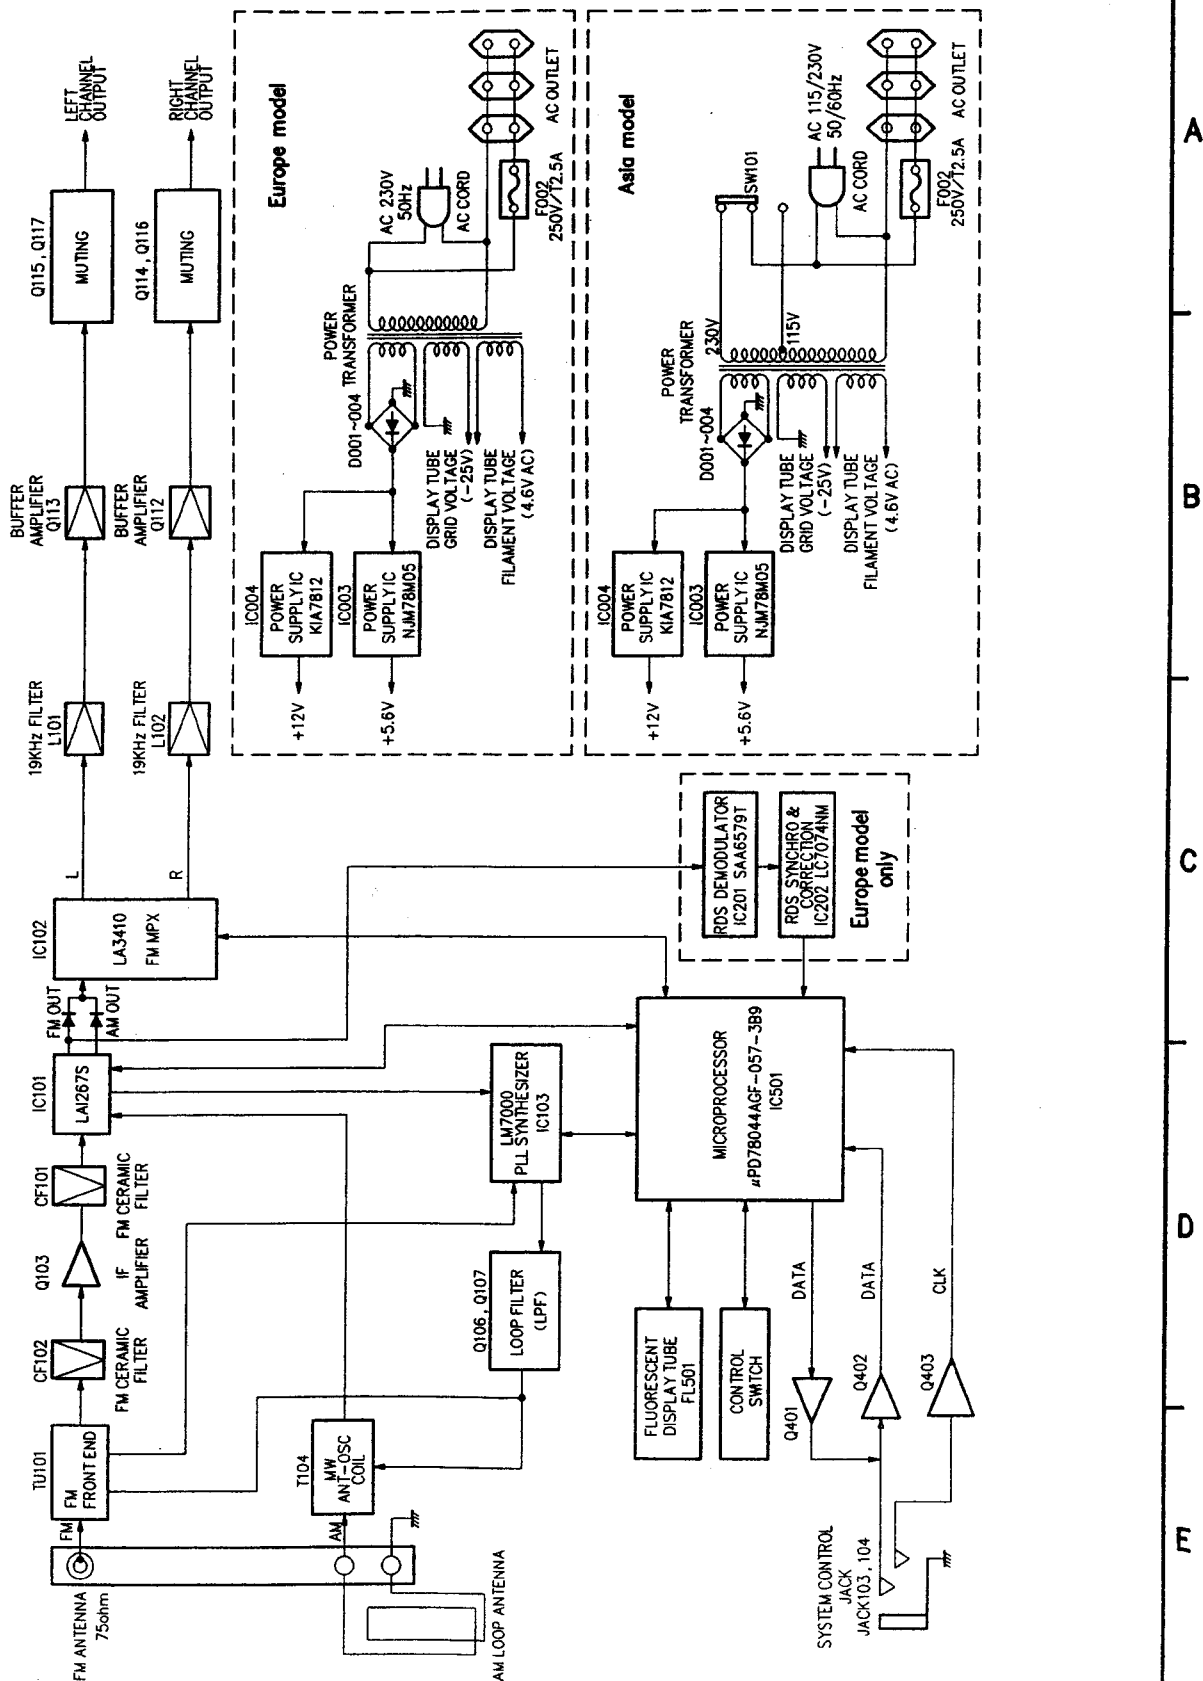 FM ANTENNA
75ohm
FM
TU101
FM
FRONT END
CF102
FM CERAMIC
FILTER
Q103
IF
AMPLIFIER
CF101
FM CERAMIC
FILTER
IC101
LA1267S
FM OUT
AM OUT
IC102
LA3410
FM MPX
L
R
19KHz FILTER
L101
19KHz FILTER
L102
BUFFER
AMPLIFIER
Q113
BUFFER
AMPLIFIER
Q112
Q115, Q117
MUTING
Q114, Q116
MUTING
LEFT
CHANNEL
OUTPUT
RIGHT
CHANNEL
OUTPUT
AM LOOP ANTENNA
AM
T104
MW
ANT-OSC
COIL
Q106, Q107
LOOP FILTER
(LPF)
LM7000
PLL SYNTHESIZER
IC103
MICROPROCESSOR
μPD78044AGF-057-3B9
IC501
FLUORESCENT
DISPLAY TUBE
FL501
CONTROL
SWITCH
DATA
Q401
DATA
Q402
CLK
Q403
SYSTEM CONTROL
JACK
JACK103, 104
RDS DEMODULATOR
IC201 SAA6579T
RDS SYNCHRO &
CORRECTION
IC202 LC7074NM
Europe model
only
Europe model
+12V
IC004
POWER
SUPPLY IC
KIA7812
+5.6V
IC003
POWER
SUPPLY IC
NJM78M05
D001~004
POWER
TRANSFORMER
DISPLAY TUBE
GRID VOLTAGE
(-25V)
DISPLAY TUBE
FILAMENT VOLTAGE
(4.6V AC)
AC 230V
50Hz
AC CORD
F002
250V/T2.5A
AC OUTLET
Asia model
+12V
IC004
POWER
SUPPLY IC
KIA7812
+5.6V
IC003
POWER
SUPPLY IC
NJM78M05
D001~004
POWER
TRANSFORMER
230V
115V
DISPLAY TUBE
GRID VOLTAGE
(-25V)
DISPLAY TUBE
FILAMENT VOLTAGE
(4.6V AC)
SW101
AC 115/230V
50/60Hz
AC CORD
F002
250V/T2.5A
AC OUTLET
A
B
C
D
E